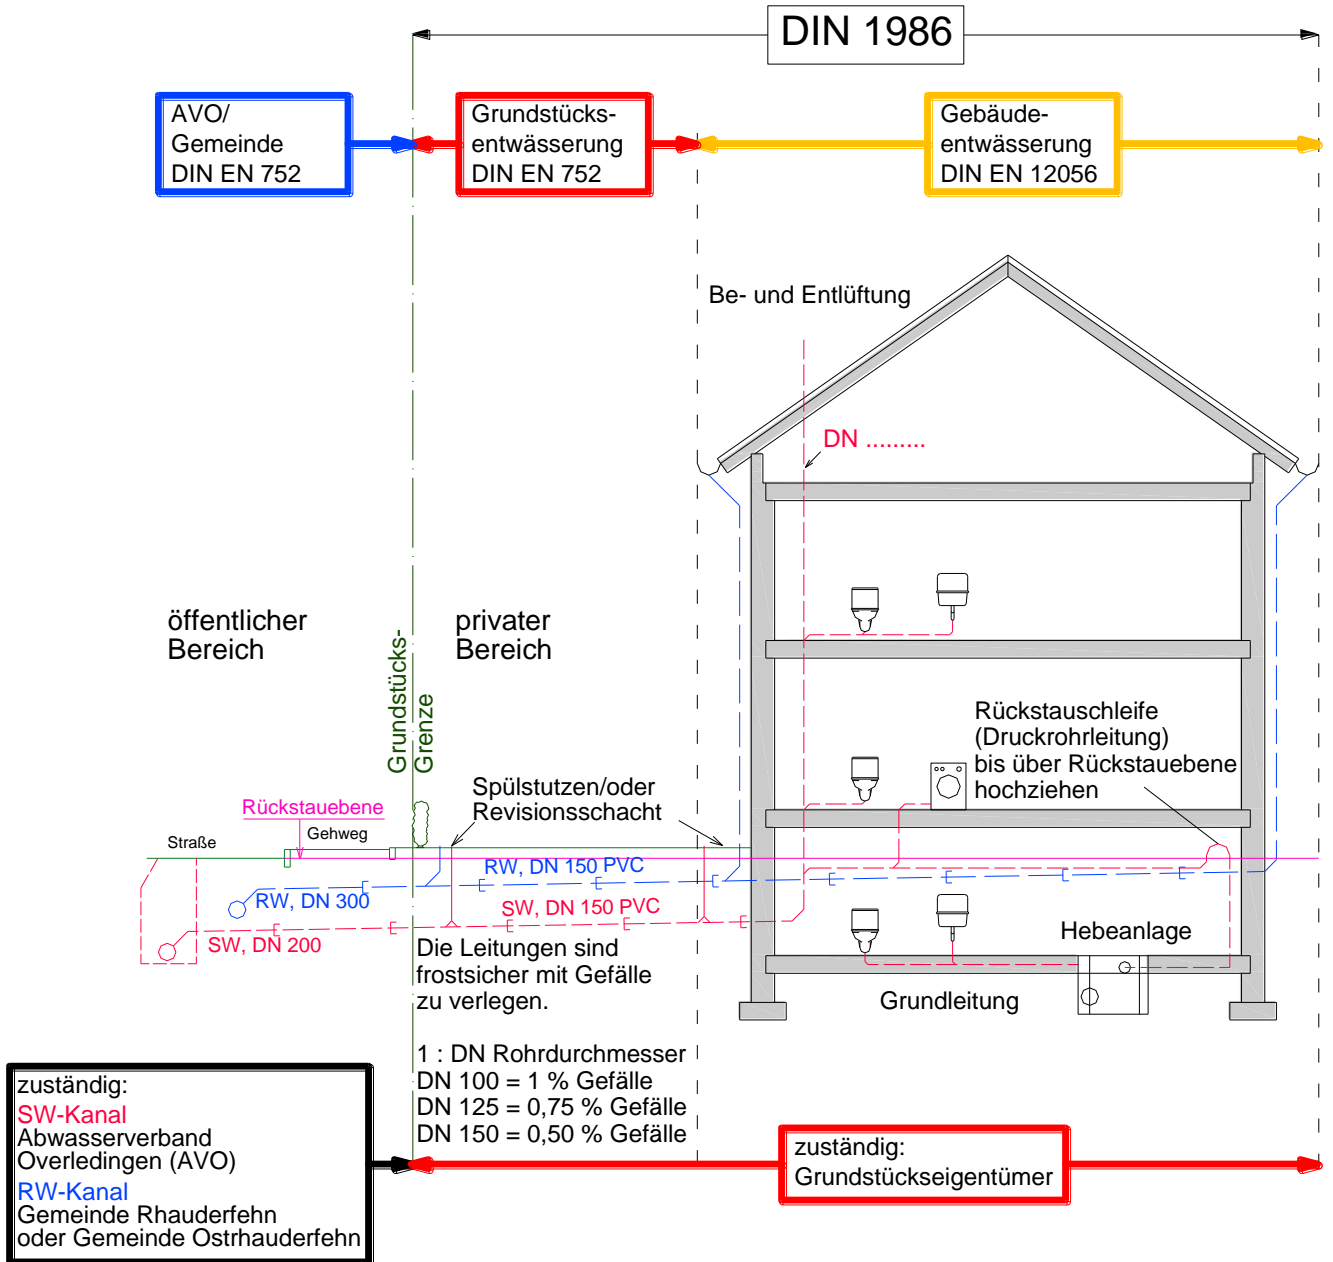 DIN 1986
AVO/
Gemeinde
DIN EN 752
Grundstücks-
entwässerung
DIN EN 752
Gebäude-
entwässerung
DIN EN 12056
Be- und Entlüftung
DN .........
öffentlicher
Bereich
privater
Bereich
Grundstücks-
Grenze
Rückstauschleife
(Druckrohrleitung)
bis über Rückstauebene
hochziehen
Spülstutzen/oder
Revisionsschacht
Rückstauebene
Straße
Gehweg
RW, DN 150 PVC
RW, DN 300
SW, DN 150 PVC
SW, DN 200
Hebeanlage
Grundleitung
Die Leitungen sind
frostsicher mit Gefälle
zu verlegen.
1 : DN Rohrdurchmesser
DN 100 = 1 % Gefälle
DN 125 = 0,75 % Gefälle
DN 150 = 0,50 % Gefälle
zuständig:
SW-Kanal
Abwasserverband
Overledingen (AVO)
RW-Kanal
Gemeinde Rhauderfehn
oder Gemeinde Ostrhauderfehn
zuständig:
Grundstückseigentümer